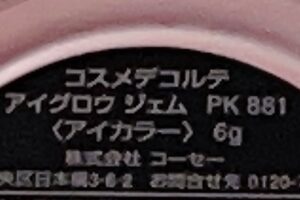 コスメデコルテ
アイグロウ ジェム PK 881
〈アイカラー〉 6g
株式会社 コーセー
央区日本橋3-6-2 お問合せ先 0120-